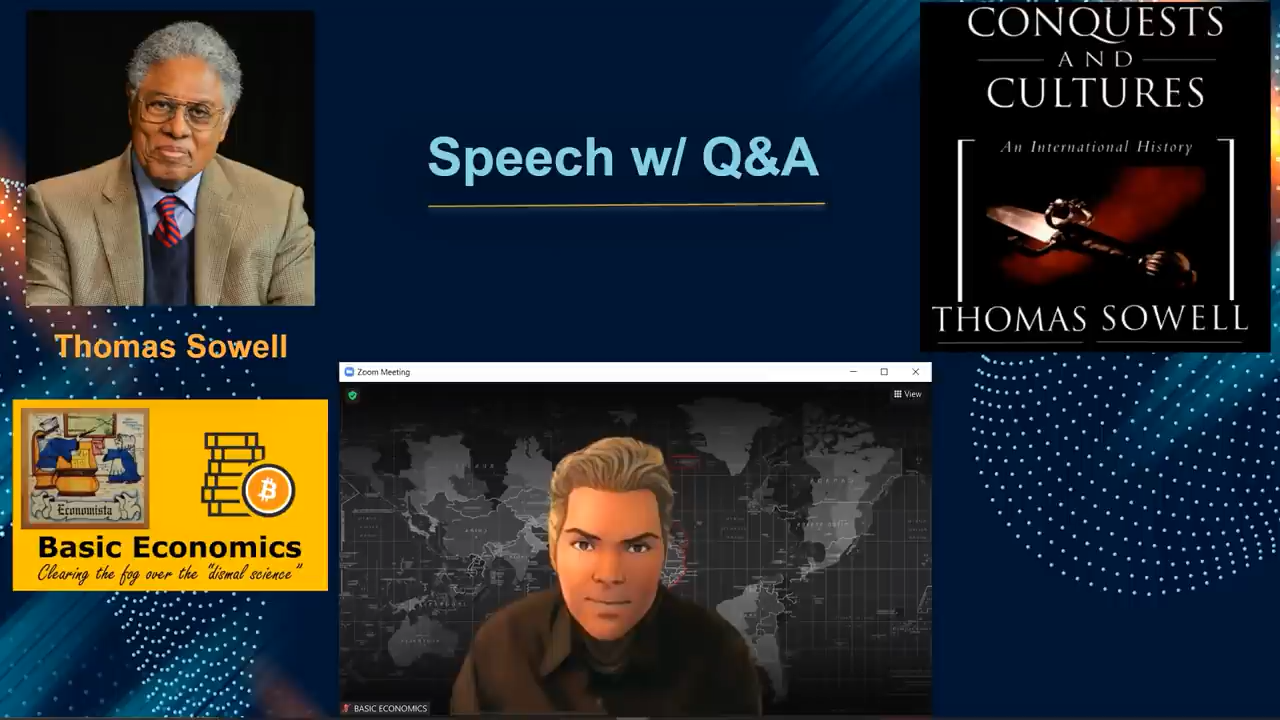 CONQUESTS
AND
CULTURES
An International History
THOMAS SOWELL
Speech w/ Q&A
Thomas Sowell
Economista
Basic Economics
Clearing the fog over the "dismal science"
Zoom Meeting
View
BASIC ECONOMICS